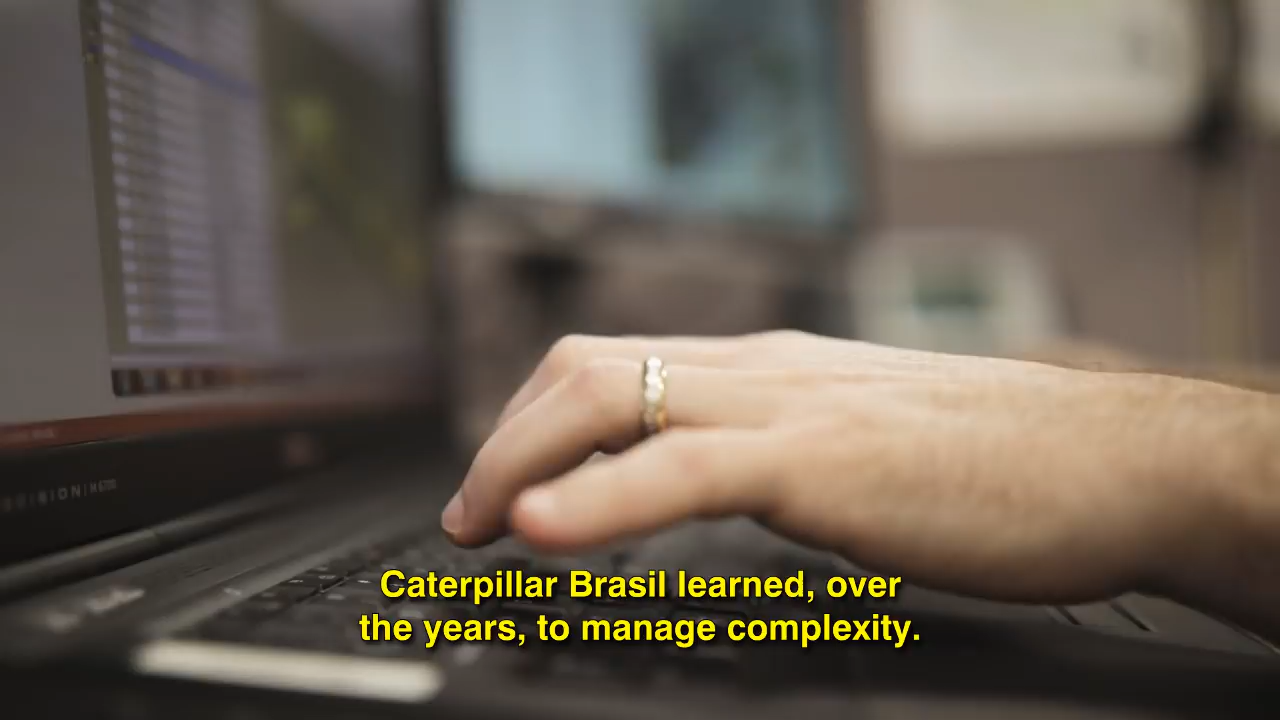 Caterpillar Brasil learned, over
the years, to manage complexity.